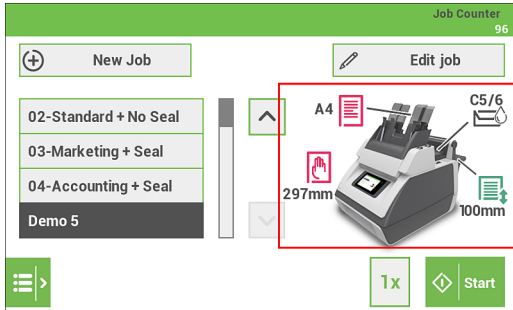 Job Counter
96
New Job
Edit job
02-Standard + No Seal
03-Marketing + Seal
04-Accounting + Seal
Demo 5
A4
C5/6
297mm
100mm
1x
Start